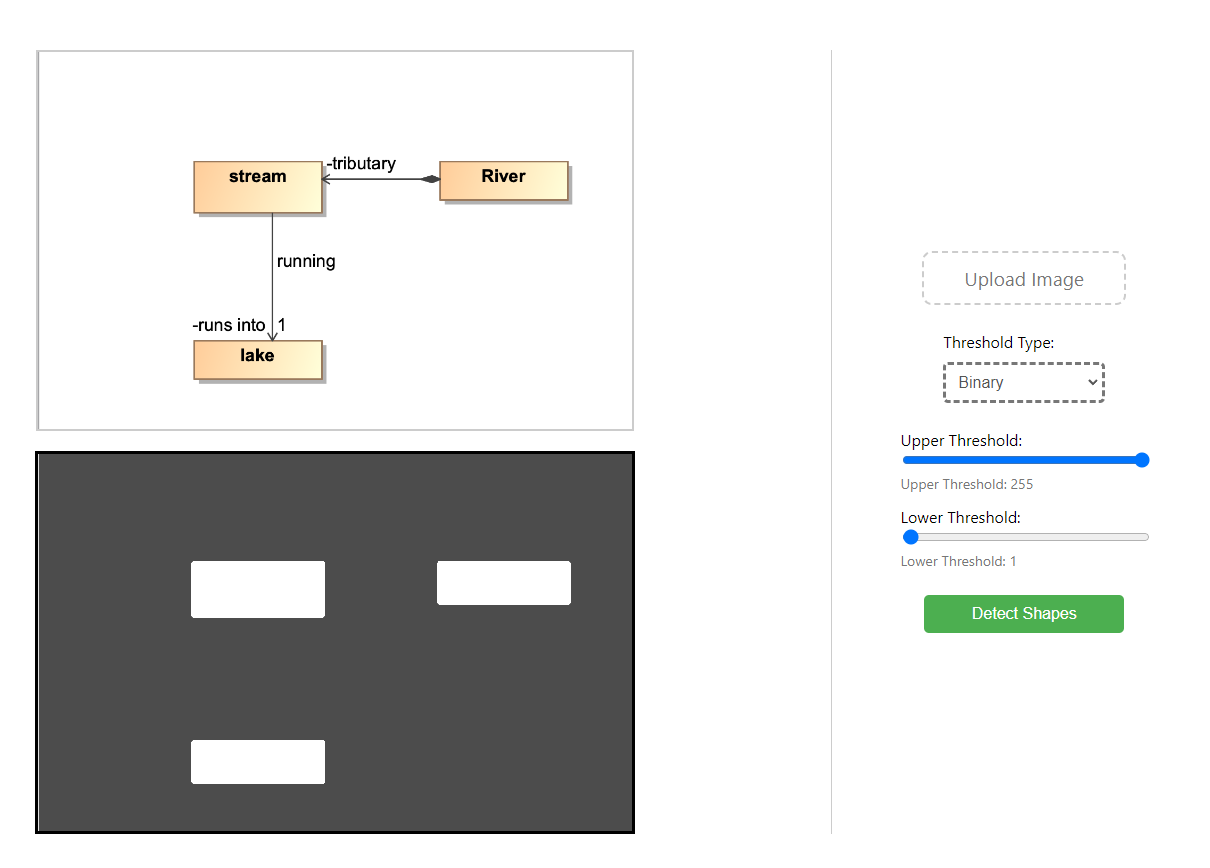 -tributary
stream
River
running
-runs into 1
lake
Upload Image
Threshold Type:
Binary
Upper Threshold:
Upper Threshold: 255
Lower Threshold:
Lower Threshold: 1
Detect Shapes